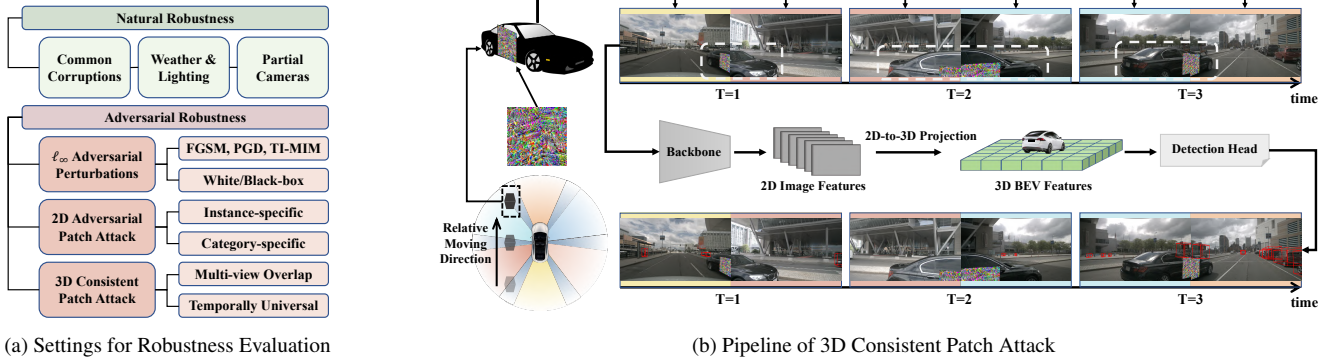 Natural Robustness
Common
Corruptions
Weather &
Lighting
Partial
Cameras
Adversarial Robustness
ℓ∞ Adversarial
Perturbations
FGSM, PGD, TI-MIM
White/Black-box
2D Adversarial
Patch Attack
Instance-specific
Category-specific
3D Consistent
Patch Attack
Multi-view Overlap
Temporally Universal
(a) Settings for Robustness Evaluation
Relative
Moving
Direction
T=1
T=2
T=3
time
Backbone
2D Image Features
2D-to-3D Projection
3D BEV Features
Detection Head
T=1
T=2
T=3
time
(b) Pipeline of 3D Consistent Patch Attack